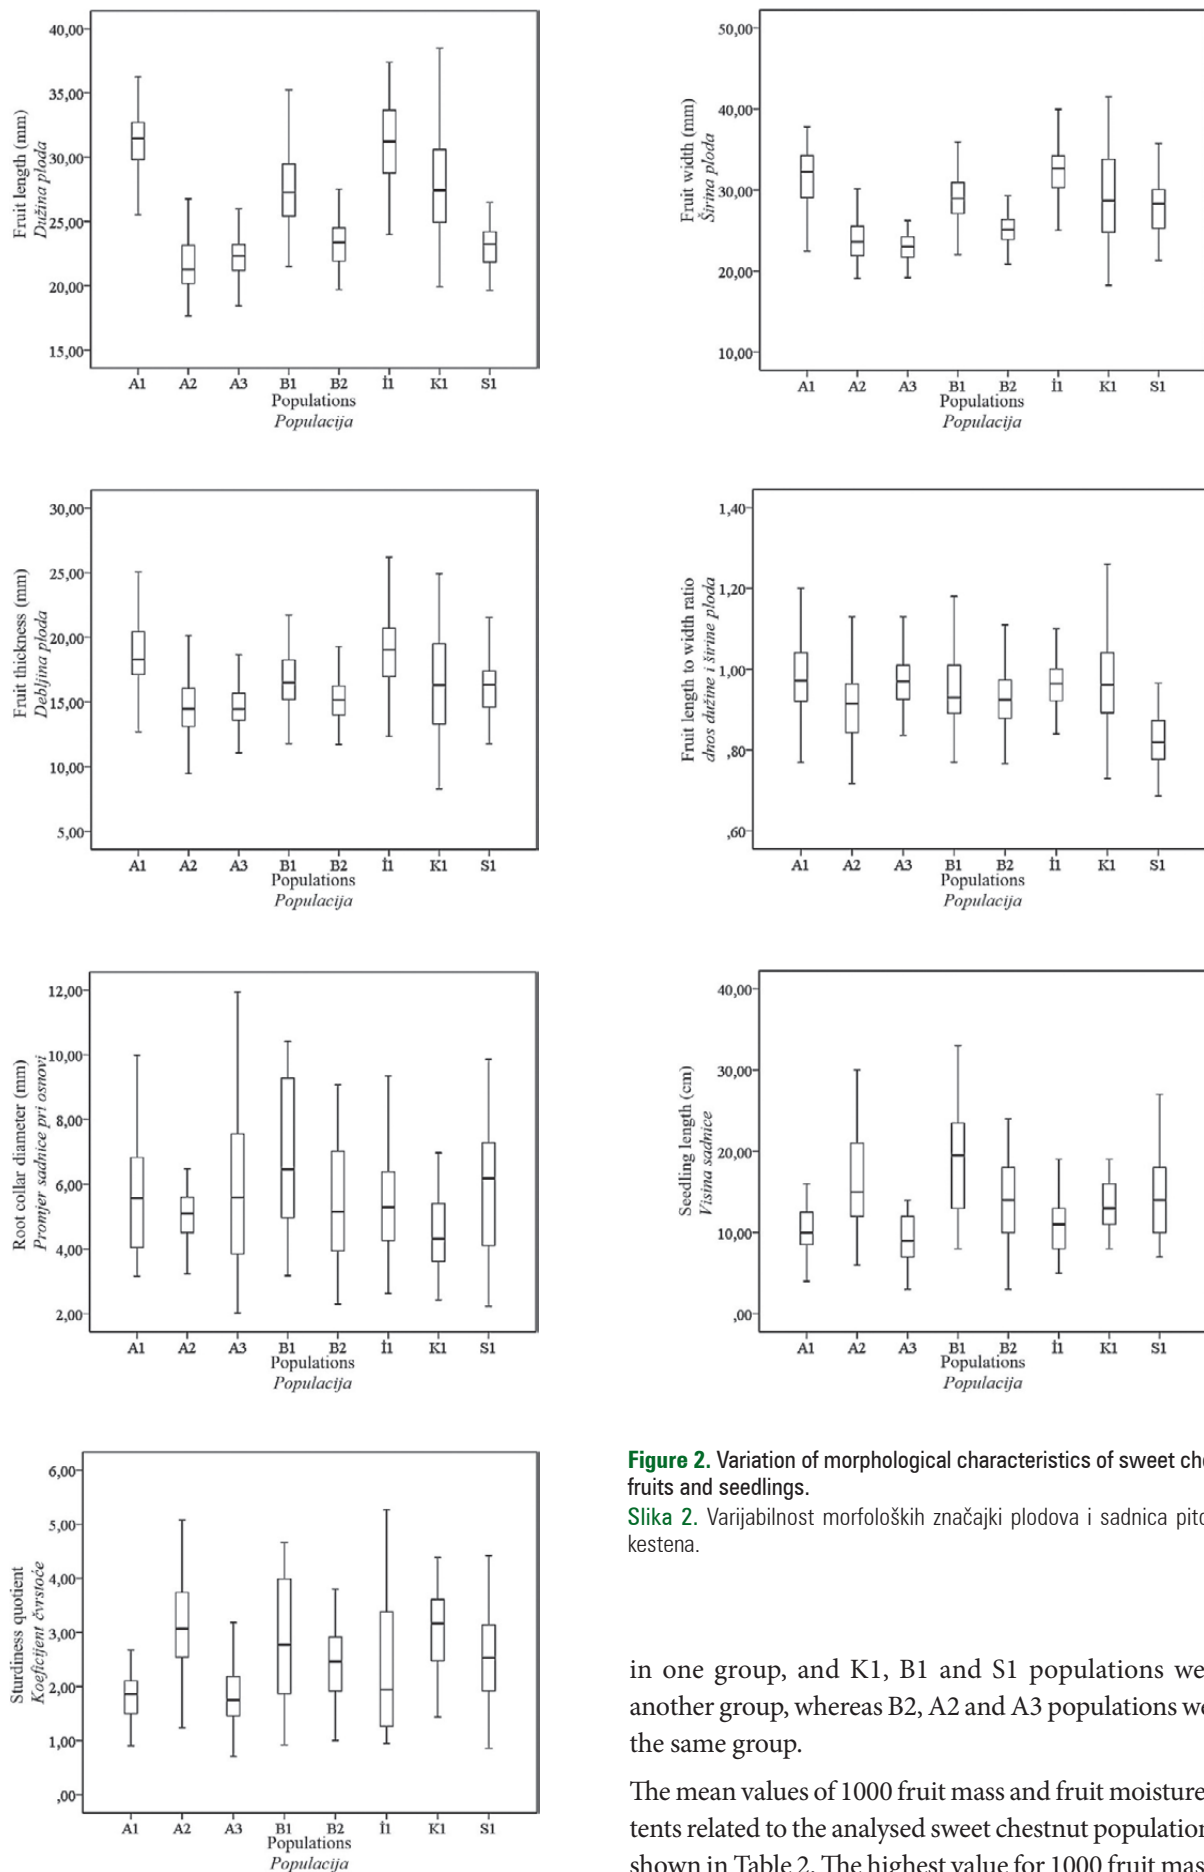 40,00
35,00
30,00
25,00
20,00
15,00
Fruit length (mm)
Dužina ploda
A1 A2 A3 B1 B2 İ1 K1 S1
Populations
Populacija
50,00
40,00
30,00
20,00
10,00
Fruit width (mm)
Širina ploda
A1 A2 A3 B1 B2 İ1 K1 S1
Populations
Populacija
30,00
25,00
20,00
15,00
10,00
5,00
Fruit thickness (mm)
Debljina ploda
A1 A2 A3 B1 B2 İ1 K1 S1
Populations
Populacija
1,40
1,20
1,00
,80
,60
Fruit length to width ratio
dnos dužine i širine ploda
A1 A2 A3 B1 B2 İ1 K1 S1
Populations
Populacija
12,00
10,00
8,00
6,00
4,00
2,00
Root collar diameter (mm)
Promjer sadnice pri osnovi
A1 A2 A3 B1 B2 İ1 K1 S1
Populations
Populacija
40,00
30,00
20,00
10,00
,00
Seedling length (cm)
Visina sadnice
A1 A2 A3 B1 B2 İ1 K1 S1
Populations
Populacija
6,00
5,00
4,00
3,00
2,00
1,00
,00
Sturdiness quotient
Koeficijent čvrstoće
A1 A2 A3 B1 B2 İ1 K1 S1
Populations
Populacija
Figure 2. Variation of morphological characteristics of sweet che
fruits and seedlings.
Slika 2. Varijabilnost morfoloških značajki plodova i sadnica pito
kestena.
in one group, and K1, B1 and S1 populations we
another group, whereas B2, A2 and A3 populations we
the same group.
The mean values of 1000 fruit mass and fruit moisture
tents related to the analysed sweet chestnut population
shown in Table 2. The highest value for 1000 fruit mas